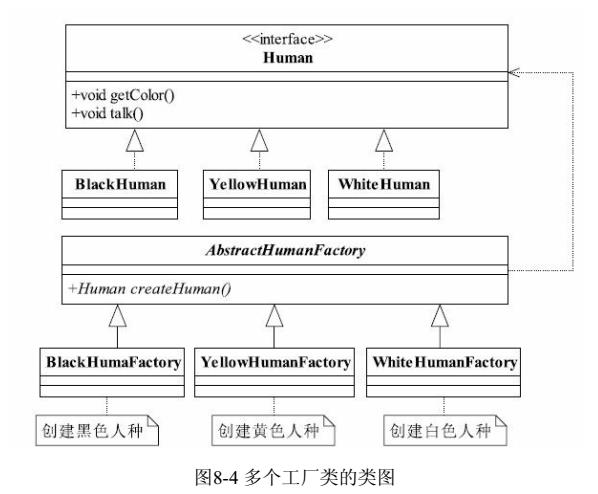 <<interface>>
Human
+void getColor()
+void talk()
BlackHuman YellowHuman WhiteHuman
AbstractHumanFactory
+Human createHuman()
BlackHumaFactory YellowHumanFactory WhiteHumanFactory
创建黑色人种 创建黄色人种 创建白色人种
图8-4 多个工厂类的类图